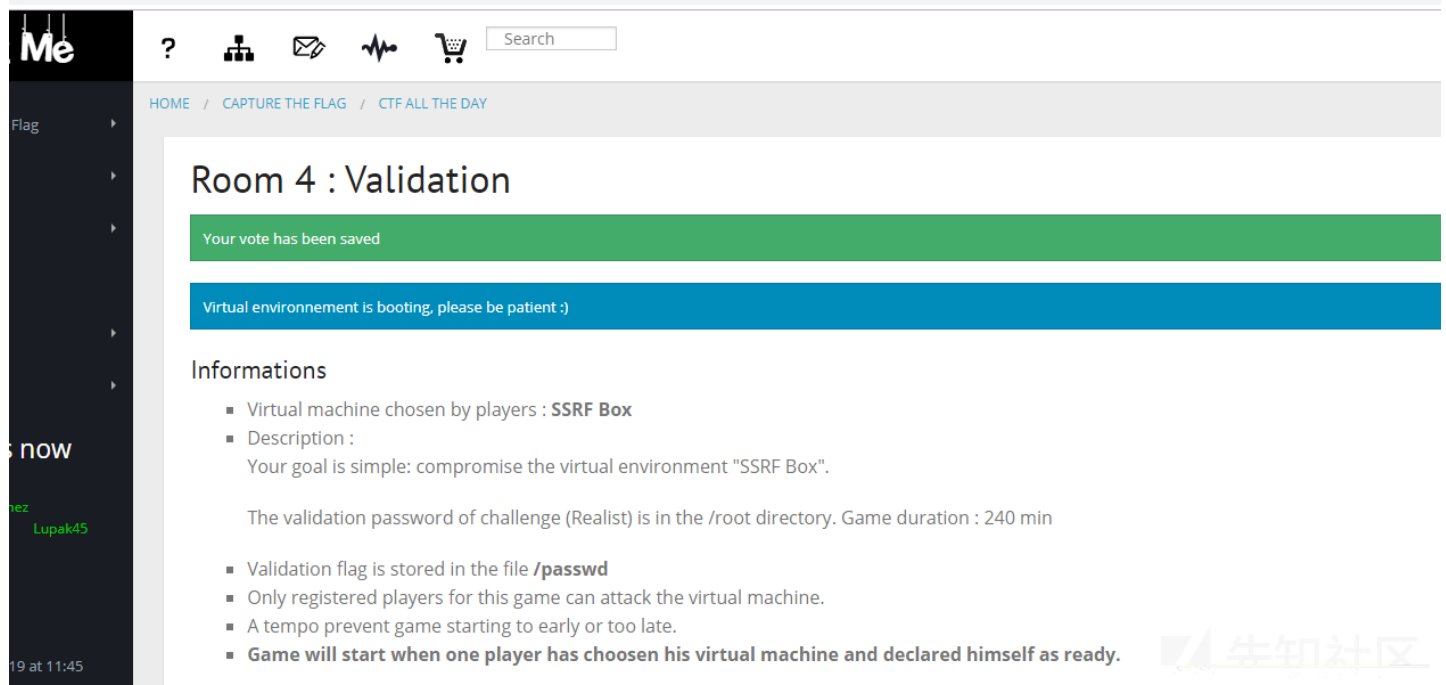 Me
?
Search
HOME / CAPTURE THE FLAG / CTF ALL THE DAY
Flag
Room 4 : Validation
Your vote has been saved
Virtual environnement is booting, please be patient :)
Informations
Virtual machine chosen by players : SSRF Box
Description :
Your goal is simple: compromise the virtual environment "SSRF Box".
The validation password of challenge (Realist) is in the /root directory. Game duration : 240 min
Validation flag is stored in the file /passwd
Only registered players for this game can attack the virtual machine.
A tempo prevent game starting to early or too late.
Game will start when one player has choosen his virtual machine and declared himself as ready.
now
Lupak45
19 at 11:45
先知社区